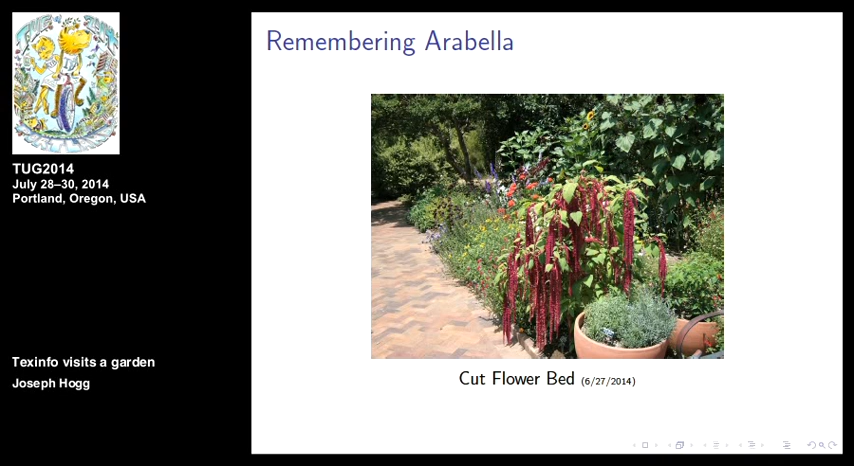 TUG2014
July 28–30, 2014
Portland, Oregon, USA
Texinfo visits a garden
Joseph Hogg
Remembering Arabella
Cut Flower Bed (6/27/2014)